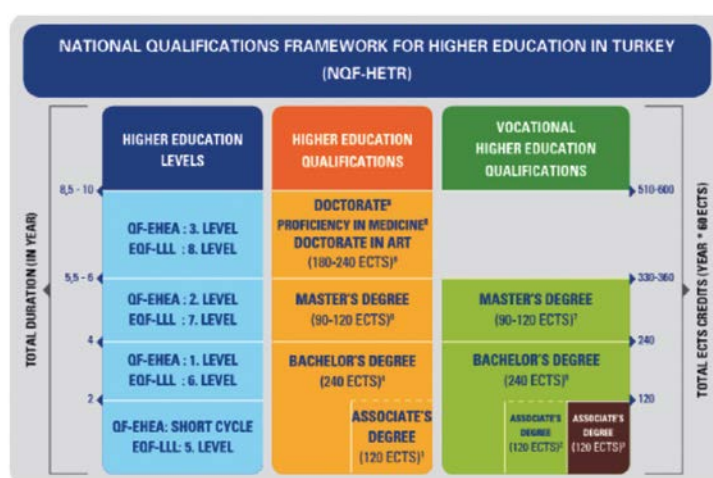 NATIONAL QUALIFICATIONS FRAMEWORK FOR HIGHER EDUCATION IN TURKEY
(NQF-HETR)
HIGHER EDUCATION
LEVELS
HIGHER EDUCATION
QUALIFICATIONS
VOCATIONAL
HIGHER EDUCATION
QUALIFICATIONS
TOTAL DURATION (IN YEAR)
8,5 - 10
5,5 - 6
4
2
QF-EHEA : 3. LEVEL
EQF-LLL : 8. LEVEL
QF-EHEA : 2. LEVEL
EQF-LLL : 7. LEVEL
QF-EHEA : 1. LEVEL
EQF-LLL : 6. LEVEL
QF-EHEA: SHORT CYCLE
EQF-LLL: 5. LEVEL
DOCTORATE
PROFICIENCY IN MEDICINE
DOCTORATE IN ART
(180-240 ECTS)
MASTER'S DEGREE
(90-120 ECTS)
BACHELOR'S DEGREE
(240 ECTS)
ASSOCIATE'S
DEGREE
(120 ECTS)
MASTER'S DEGREE
(90-120 ECTS)
BACHELOR'S DEGREE
(240 ECTS)
ASSOCIATE'S
DEGREE
(120 ECTS)
ASSOCIATE'S
DEGREE
(120 ECTS)
510-600
330-360
240
120
TOTAL ECTS CREDITS (YEAR * 60 ECTS)